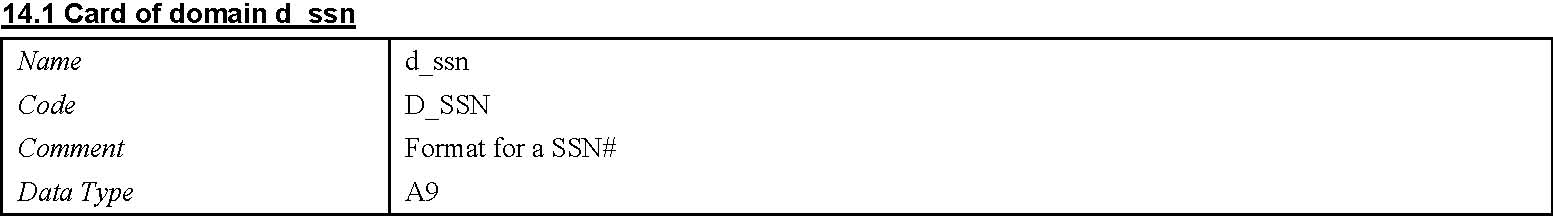 14.1 Card of domain d_ssn
Name d_ssn
Code D_SSN
Comment Format for a SSN#
Data Type A9